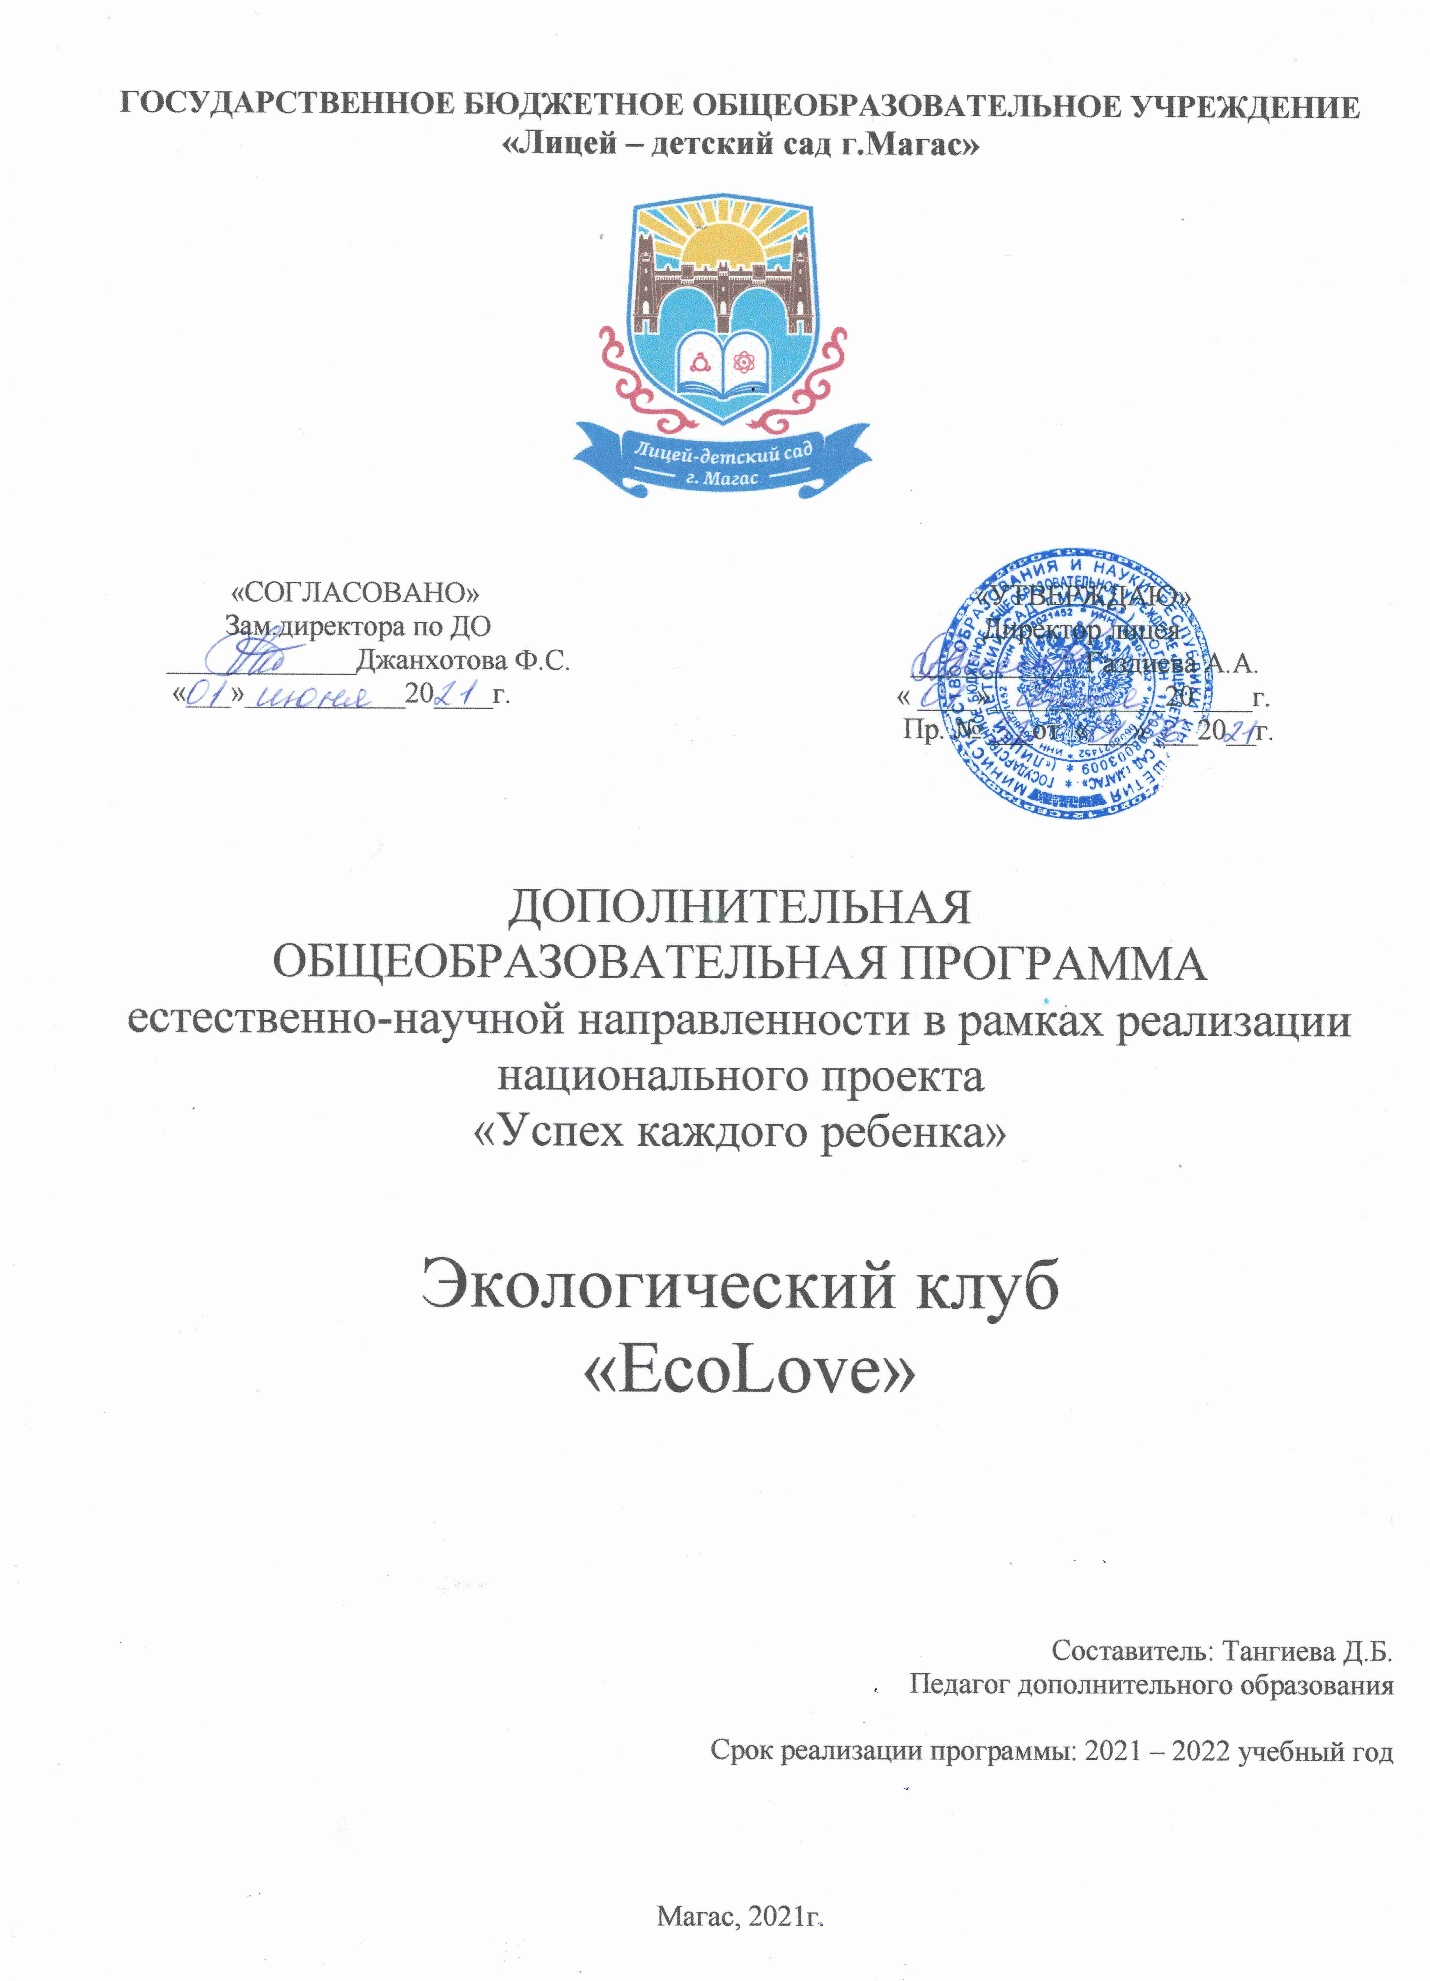 ГОСУДАРСТВЕННОЕ БЮДЖЕТНОЕ ОБЩЕОБРАЗОВАТЕЛЬНОЕ УЧРЕЖДЕНИЕ
«Лицей – детский сад г.Магас»
Лицей-детский сад
г. Магас
«СОГЛАСОВАНО»
Зам.директора по ДО
Джанхотова Ф.С.
«01» июня 2021 г.
«УТВЕРЖДАЮ»
Директор лицея
Газдиева А.А.
« » 20 г.
Пр. № от « » 2021г.
ДОПОЛНИТЕЛЬНАЯ
ОБЩЕОБРАЗОВАТЕЛЬНАЯ ПРОГРАММА
естественно-научной направленности в рамках реализации
национального проекта
«Успех каждого ребенка»
Экологический клуб
«EcoLove»
Составитель: Тангиева Д.Б.
Педагог дополнительного образования
Срок реализации программы: 2021 – 2022 учебный год
Магас, 2021г.